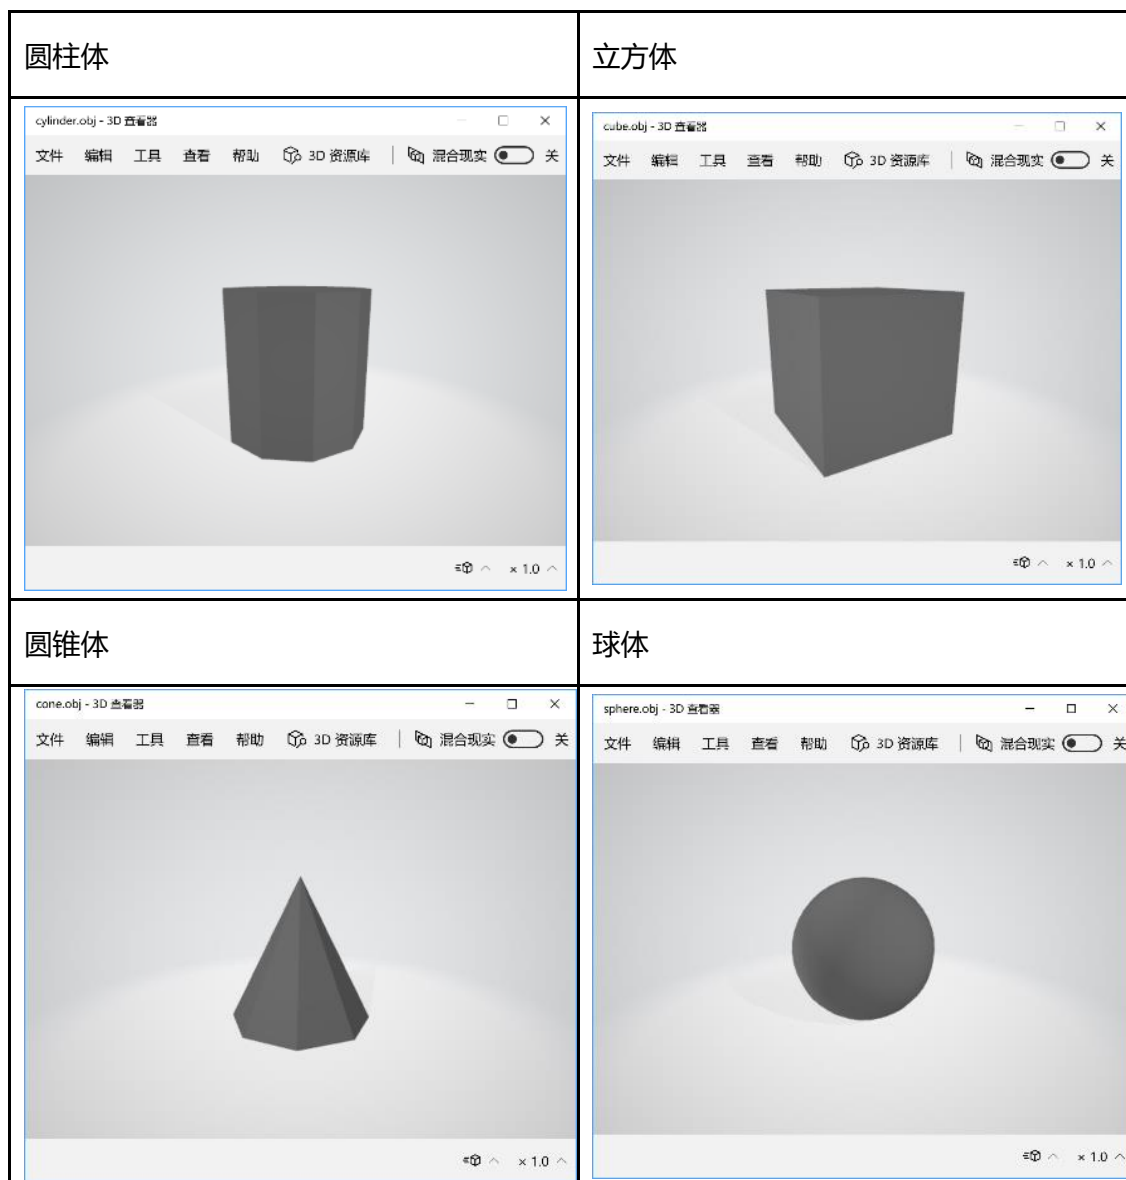 圆柱体
立方体
cylinder.obj - 3D 查看器
文件 编辑 工具 查看 帮助 3D 资源库 混合现实 关
× 1.0
cube.obj - 3D 查看器
文件 编辑 工具 查看 帮助 3D 资源库 混合现实 关
× 1.0
圆锥体
球体
cone.obj - 3D 查看器
文件 编辑 工具 查看 帮助 3D 资源库 混合现实 关
× 1.0
sphere.obj - 3D 查看器
文件 编辑 工具 查看 帮助 3D 资源库 混合现实 关
× 1.0